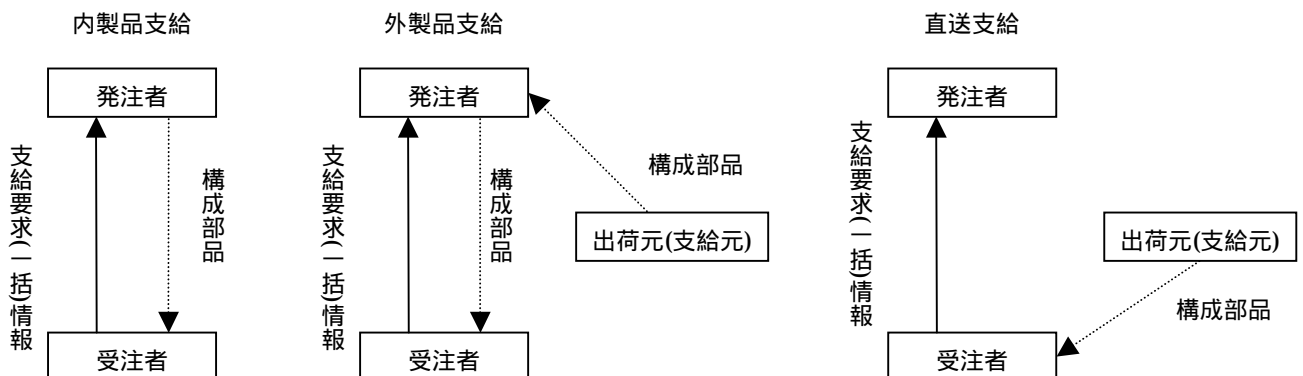 内製品支給
外製品支給
直送支給
発注者
発注者
発注者
支給要求(一括)情報
構成部品
支給要求(一括)情報
構成部品
構成部品
支給要求(一括)情報
出荷元(支給元)
出荷元(支給元)
構成部品
受注者
受注者
受注者